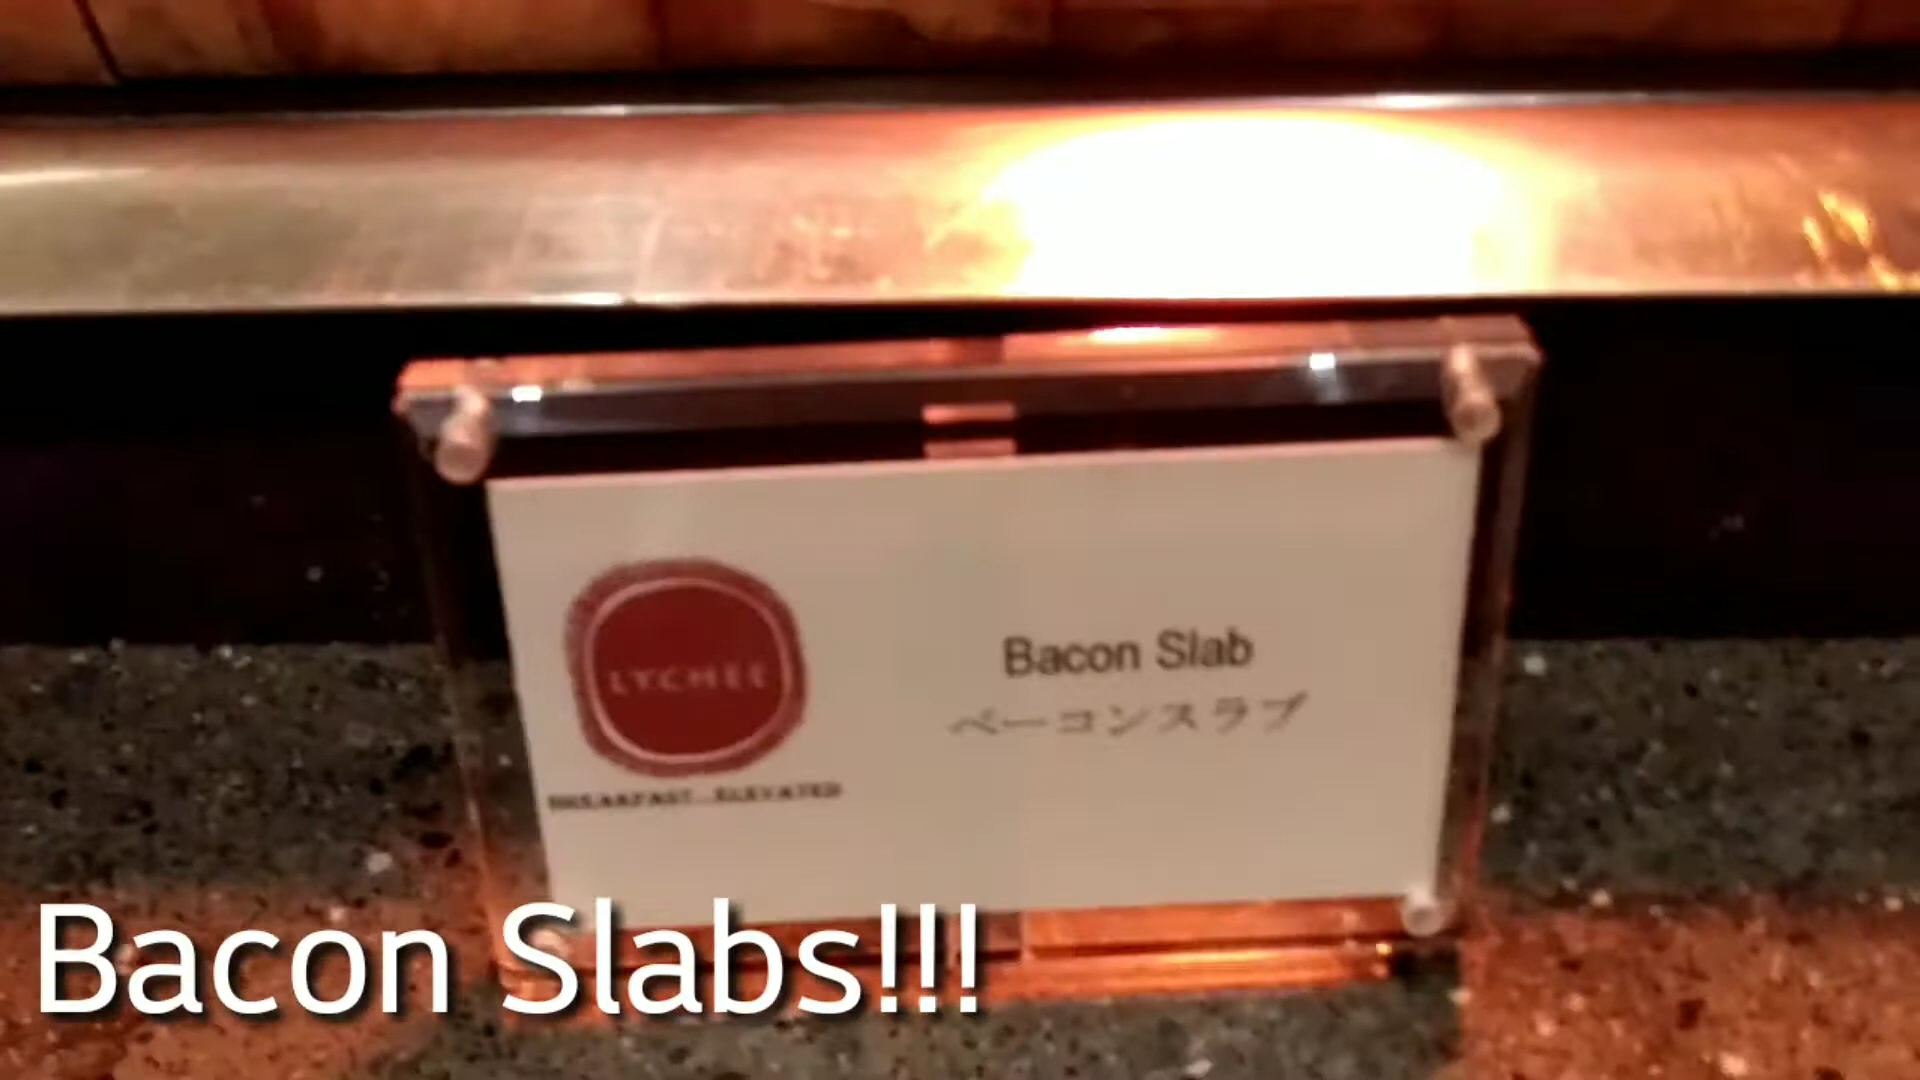 LYCHEE
BREAKFAST...ELEVATED
Bacon Slab
ベーコンスラブ
Bacon Slabs!!!